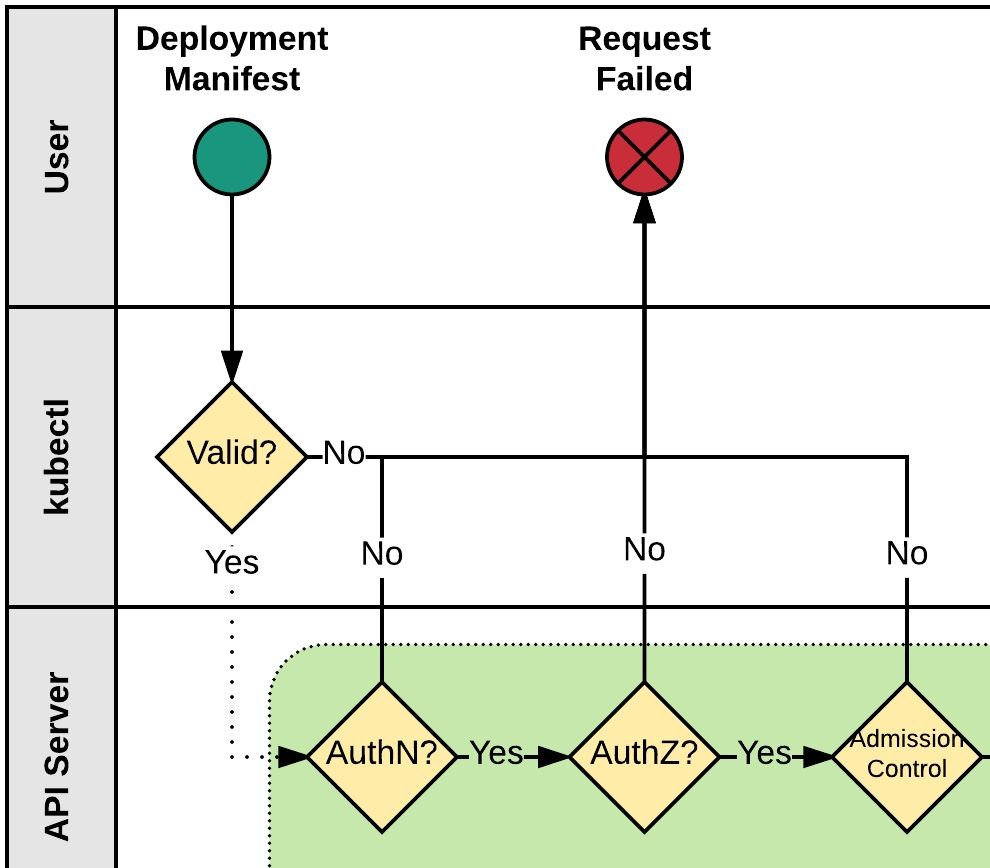 Deployment
Manifest
Request
Failed
User
kubectl
Valid?
No
Yes
No
No
No
API Server
AuthN?
Yes
AuthZ?
Yes
Admission
Control